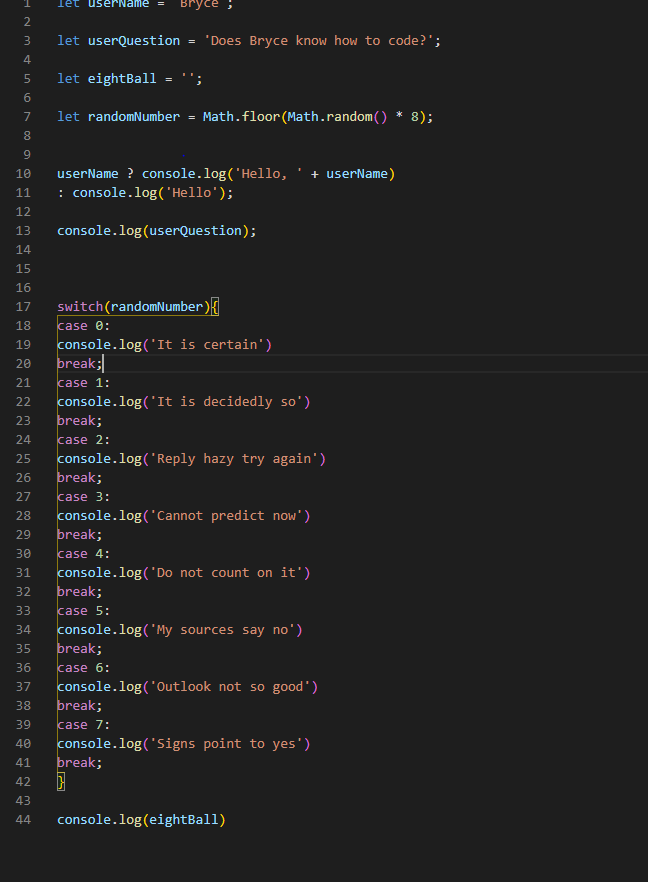 1 let userName = 'Bryce';
2
3 let userQuestion = 'Does Bryce know how to code?';
4
5 let eightBall = '';
6
7 let randomNumber = Math.floor(Math.random() * 8);
8
9
10 userName ? console.log('Hello, ' + userName)
11 : console.log('Hello');
12
13 console.log(userQuestion);
14
15
16
17 switch(randomNumber){
18 case 0:
19 console.log('It is certain')
20 break;
21 case 1:
22 console.log('It is decidedly so')
23 break;
24 case 2:
25 console.log('Reply hazy try again')
26 break;
27 case 3:
28 console.log('Cannot predict now')
29 break;
30 case 4:
31 console.log('Do not count on it')
32 break;
33 case 5:
34 console.log('My sources say no')
35 break;
36 case 6:
37 console.log('Outlook not so good')
38 break;
39 case 7:
40 console.log('Signs point to yes')
41 break;
42 }
43
44 console.log(eightBall)